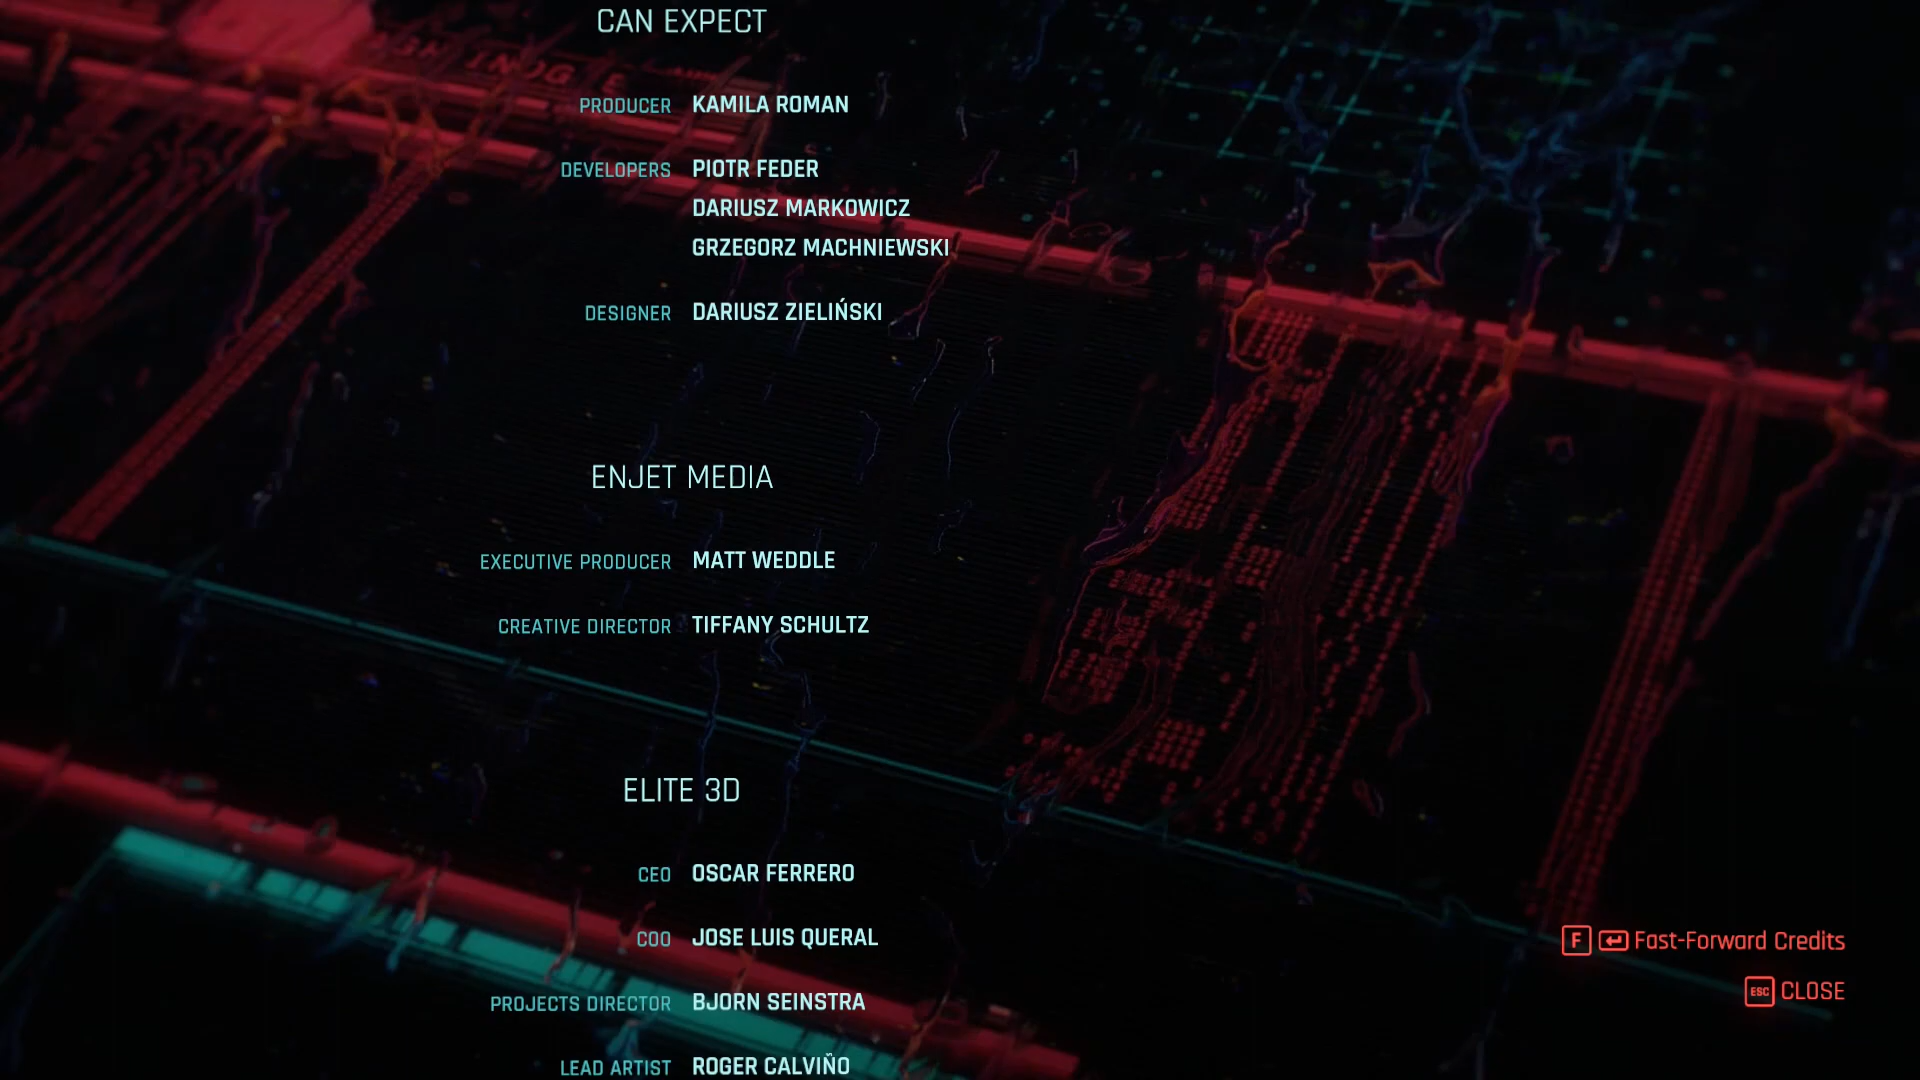 CAN EXPECT
PRODUCER KAMILA ROMAN
DEVELOPERS PIOTR FEDER
DARIUSZ MARKOWICZ
GRZEGORZ MACHNIEWSKI
DESIGNER DARIUSZ ZIELIŃSKI
ENJET MEDIA
EXECUTIVE PRODUCER MATT WEDDLE
CREATIVE DIRECTOR TIFFANY SCHULTZ
ELITE 3D
CEO OSCAR FERRERO
COO JOSE LUIS QUERAL
PROJECTS DIRECTOR BJORN SEINSTRA
LEAD ARTIST ROGER CALVIÑO
F Fast-Forward Credits
ESC CLOSE